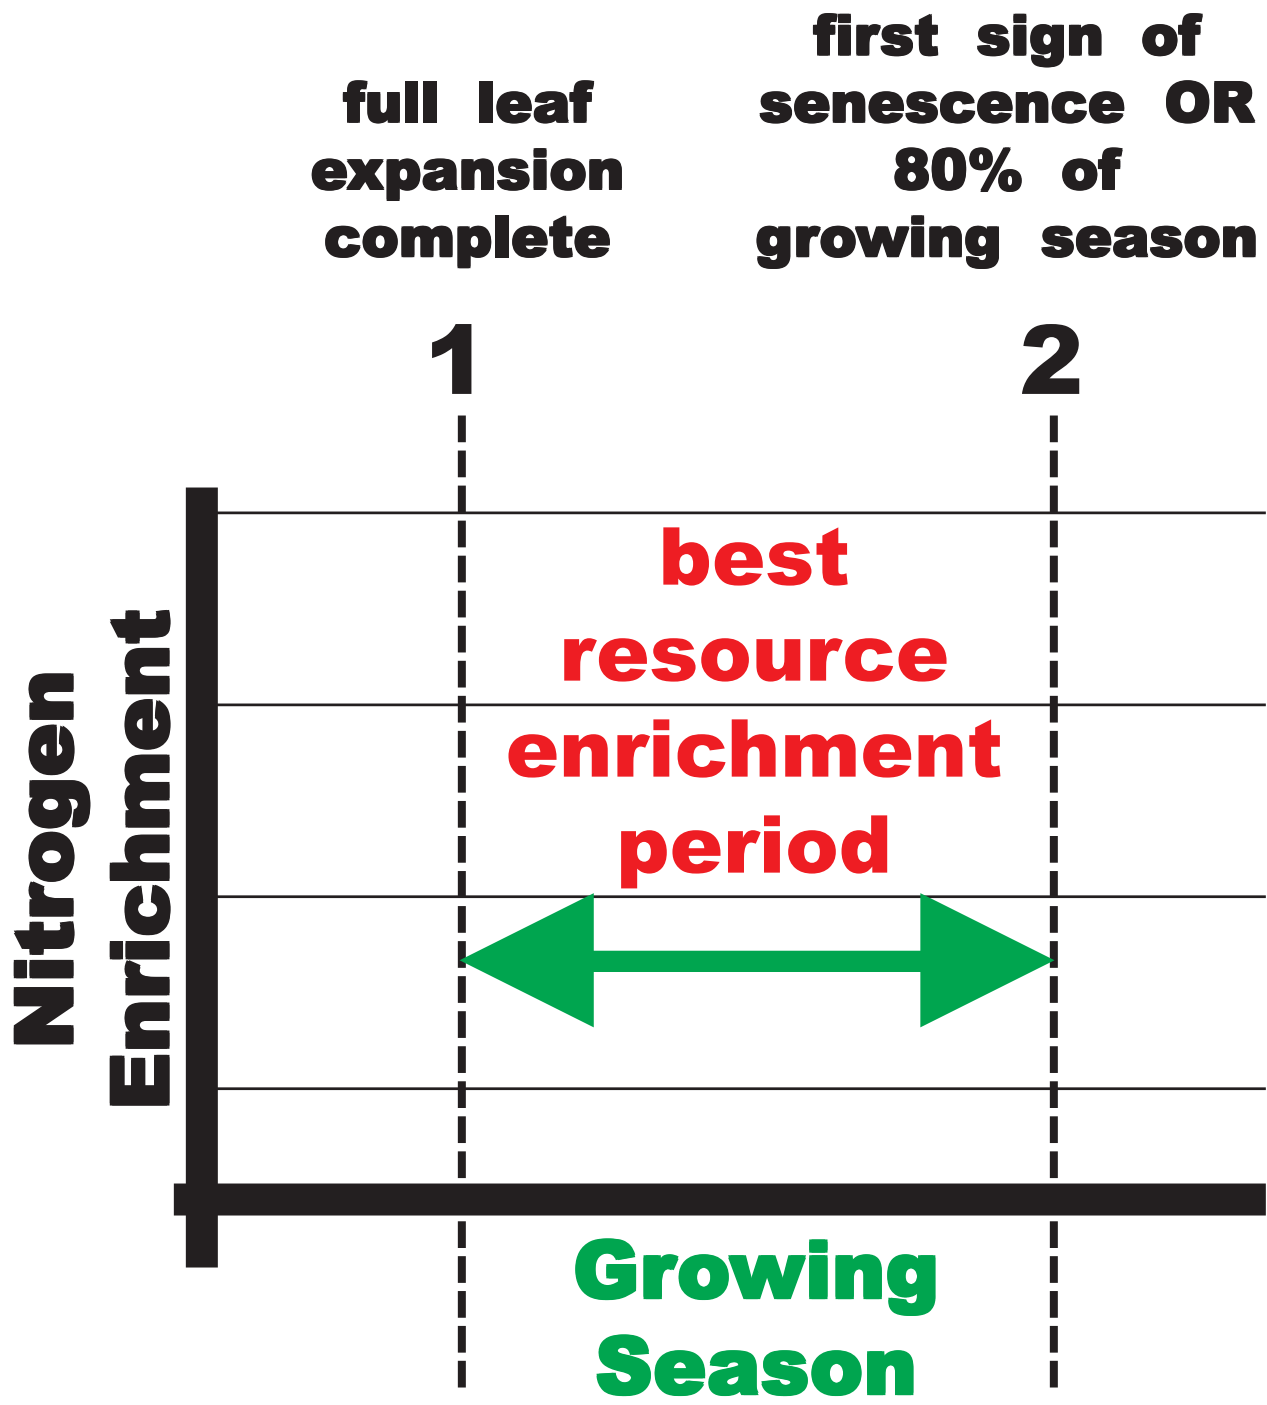 full leaf
expansion
complete
first sign of
senescence OR
80% of
growing season
1
2
best
resource
enrichment
period
Nitrogen
Enrichment
Growing
Season